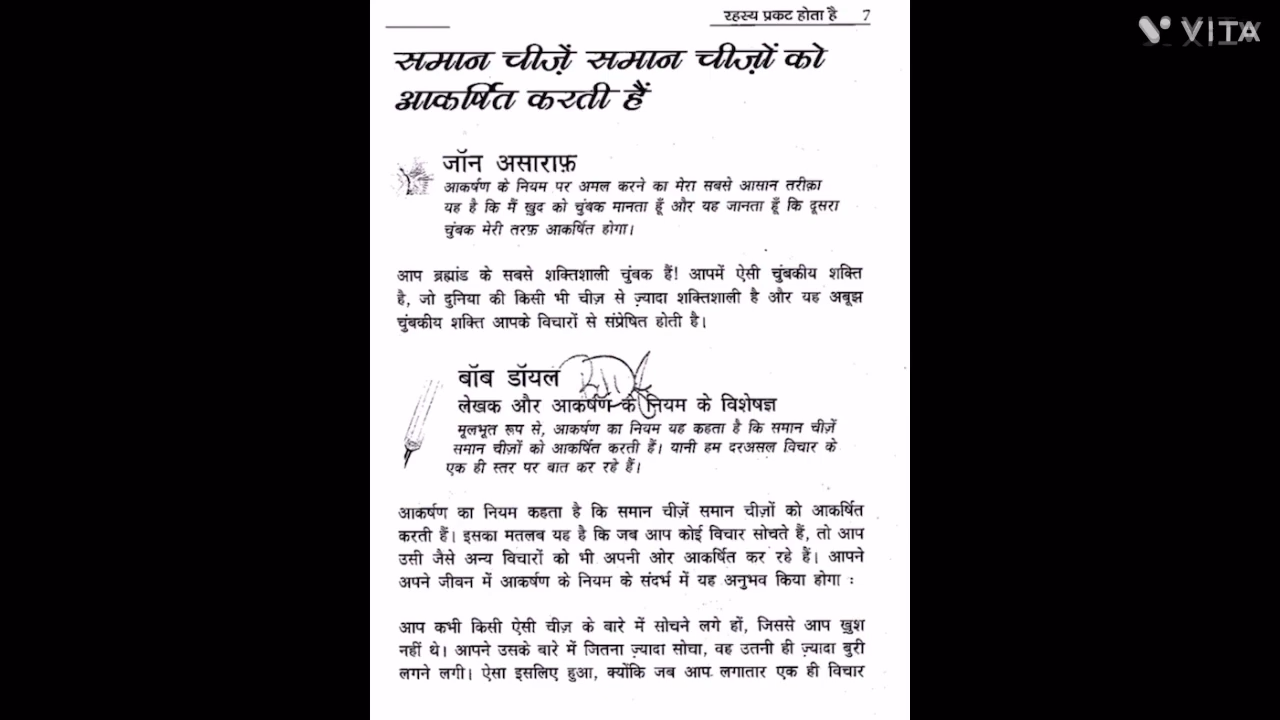 रहस्य प्रकट होता है 7
VITA
समान चीज़ें समान चीज़ों को
आकर्षित करती हैं
जॉन असाराफ़
आकर्षण के नियम पर अमल करने का मेरा सबसे आसान तरीक़ा
यह है कि मैं ख़ुद को चुंबक मानता हूँ और यह जानता हूँ कि दूसरा
चुंबक मेरी तरफ़ आकर्षित होगा।
आप ब्रह्मांड के सबसे शक्तिशाली चुंबक हैं! आपमें ऐसी चुंबकीय शक्ति
है, जो दुनिया की किसी भी चीज़ से ज़्यादा शक्तिशाली है और यह अबूझ
चुंबकीय शक्ति आपके विचारों से संप्रेषित होती है।
बॉब डॉयल
लेखक और आकर्षण के नियम के विशेषज्ञ
मूलभूत रूप से, आकर्षण का नियम यह कहता है कि समान चीज़ें
समान चीज़ों को आकर्षित करती हैं। यानी हम दरअसल विचार के
एक ही स्तर पर बात कर रहे हैं।
आकर्षण का नियम कहता है कि समान चीज़ें समान चीज़ों को आकर्षित
करती हैं। इसका मतलब यह है कि जब आप कोई विचार सोचते हैं, तो आप
उसी जैसे अन्य विचारों को भी अपनी ओर आकर्षित कर रहे हैं। आपने
अपने जीवन में आकर्षण के नियम के संदर्भ में यह अनुभव किया होगा :
आप कभी किसी ऐसी चीज़ के बारे में सोचने लगे हों, जिससे आप ख़ुश
नहीं थे। आपने उसके बारे में जितना ज़्यादा सोचा, वह उतनी ही ज़्यादा बुरी
लगने लगी। ऐसा इसलिए हुआ, क्योंकि जब आप लगातार एक ही विचार